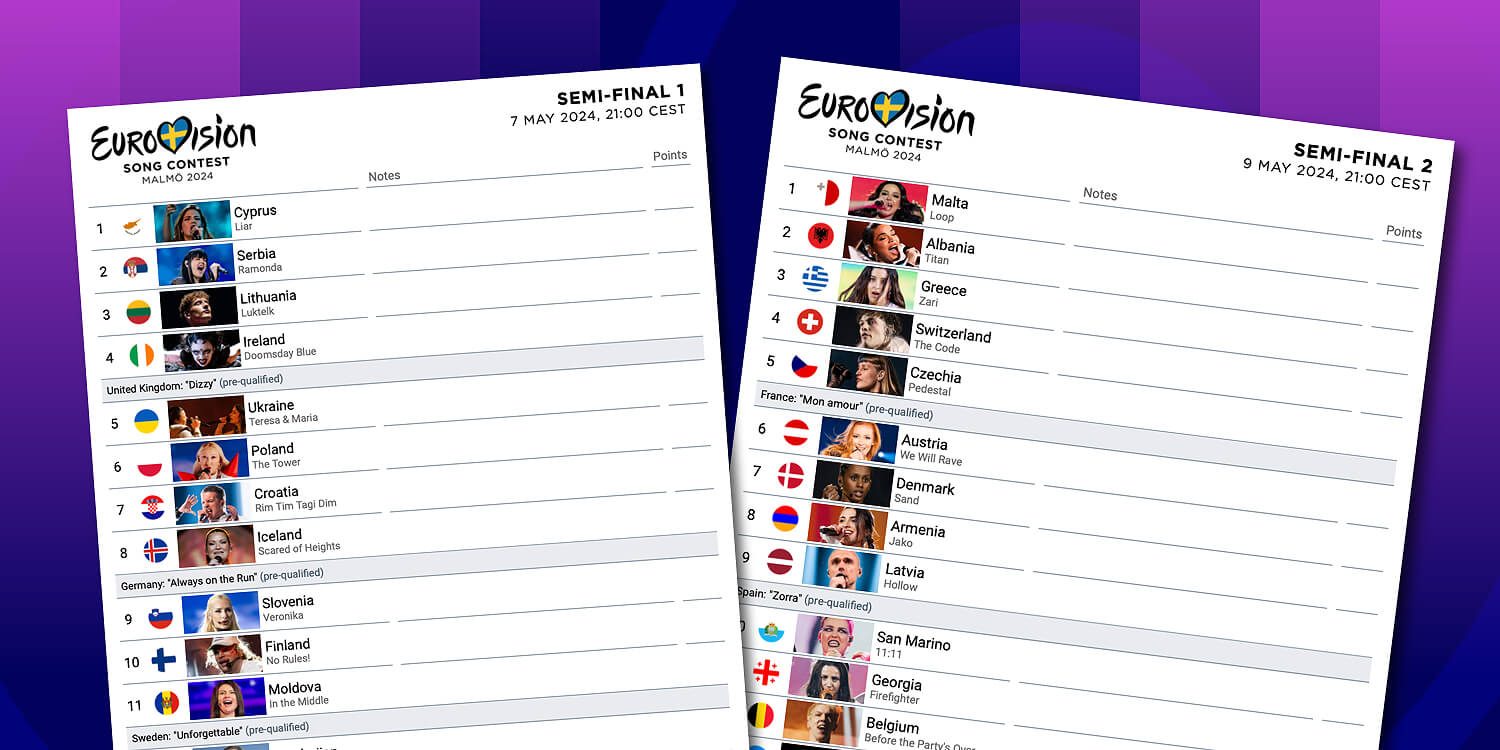 EUROVISION
SONG CONTEST
MALMÖ 2024
SEMI-FINAL 1
7 MAY 2024, 21:00 CEST
Notes
Points
1 Cyprus
Liar
2 Serbia
Ramonda
3 Lithuania
Luktelk
4 Ireland
Doomsday Blue
United Kingdom: "Dizzy" (pre-qualified)
5 Ukraine
Teresa & Maria
6 Poland
The Tower
7 Croatia
Rim Tim Tagi Dim
8 Iceland
Scared of Heights
Germany: "Always on the Run" (pre-qualified)
9 Slovenia
Veronika
10 Finland
No Rules!
11 Moldova
In the Middle
Sweden: "Unforgettable" (pre-qualified)
EUROVISION
SONG CONTEST
MALMÖ 2024
SEMI-FINAL 2
9 MAY 2024, 21:00 CEST
Notes
Points
1 Malta
Loop
2 Albania
Titan
3 Greece
Zari
4 Switzerland
The Code
5 Czechia
Pedestal
France: "Mon amour" (pre-qualified)
6 Austria
We Will Rave
7 Denmark
Sand
8 Armenia
Jako
9 Latvia
Hollow
Spain: "Zorra" (pre-qualified)
San Marino
11:11
Georgia
Firefighter
Belgium
Before the Party's Over